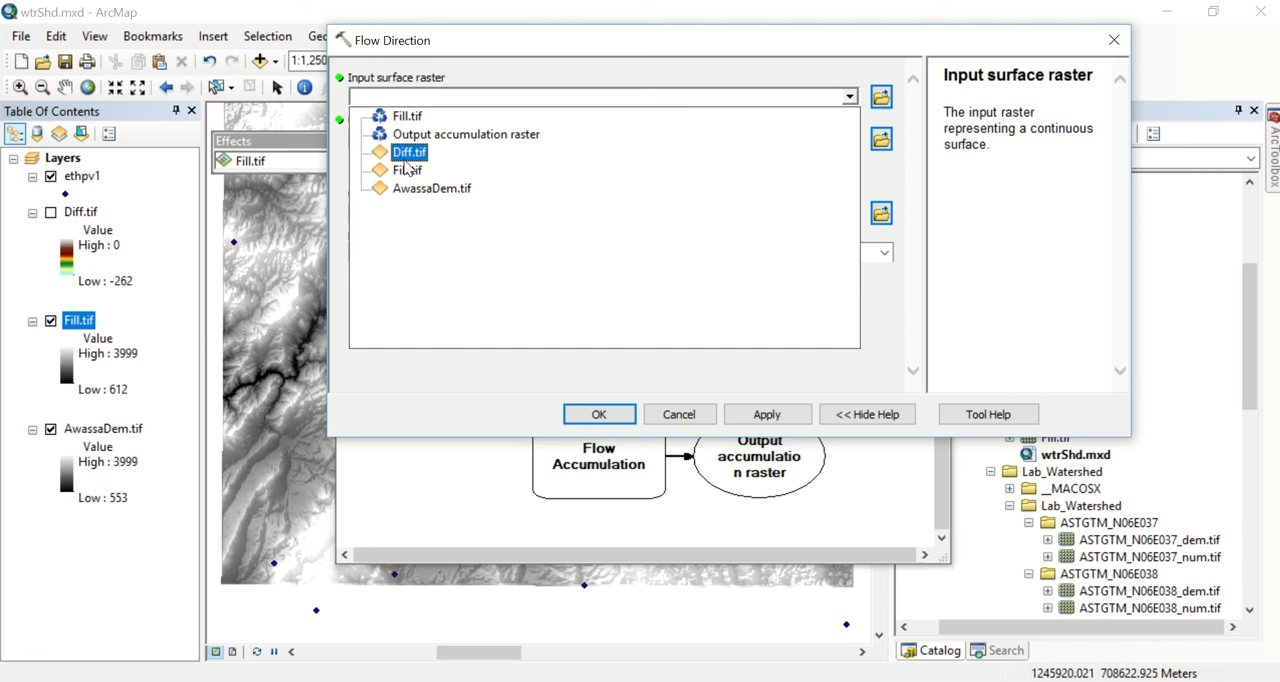 wtrShd.mxd - ArcMap
File Edit View Bookmarks Insert Selection
1:1,250
Table Of Contents
Layers
ethpv1
Diff.tif
Value
High : 0
Low : -262
Fill.tif
Value
High : 3999
Low : 612
AwassaDem.tif
Value
High : 3999
Low : 553
Effects
Fill.tif
Flow Direction
Input surface raster
Fill.tif
Output accumulation raster
Diff.tif
AwassaDem.tif
OK Cancel Apply << Hide Help Tool Help
Input surface raster
The input raster
representing a continuous
surface.
Flow
Accumulation
Output
accumulatio
n raster
ArcToolbox
wtrShd.mxd
Lab_Watershed
__MACOSX
Lab_Watershed
ASTGTM_N06E037
ASTGTM_N06E037_dem.tif
ASTGTM_N06E037_num.tif
ASTGTM_N06E038
ASTGTM_N06E038_dem.tif
ASTGTM_N06E038_num.tif
Catalog Search
1245920.021 708622.925 Meters